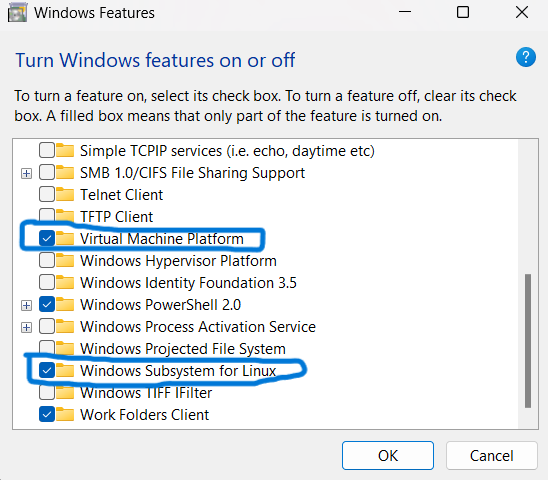 Windows Features
Turn Windows features on or off
To turn a feature on, select its check box. To turn a feature off, clear its check
box. A filled box means that only part of the feature is turned on.
Simple TCPIP services (i.e. echo, daytime etc)
SMB 1.0/CIFS File Sharing Support
Telnet Client
TFTP Client
Virtual Machine Platform
Windows Hypervisor Platform
Windows Identity Foundation 3.5
Windows PowerShell 2.0
Windows Process Activation Service
Windows Projected File System
Windows Subsystem for Linux
Windows TIFF IFilter
Work Folders Client
OK
Cancel